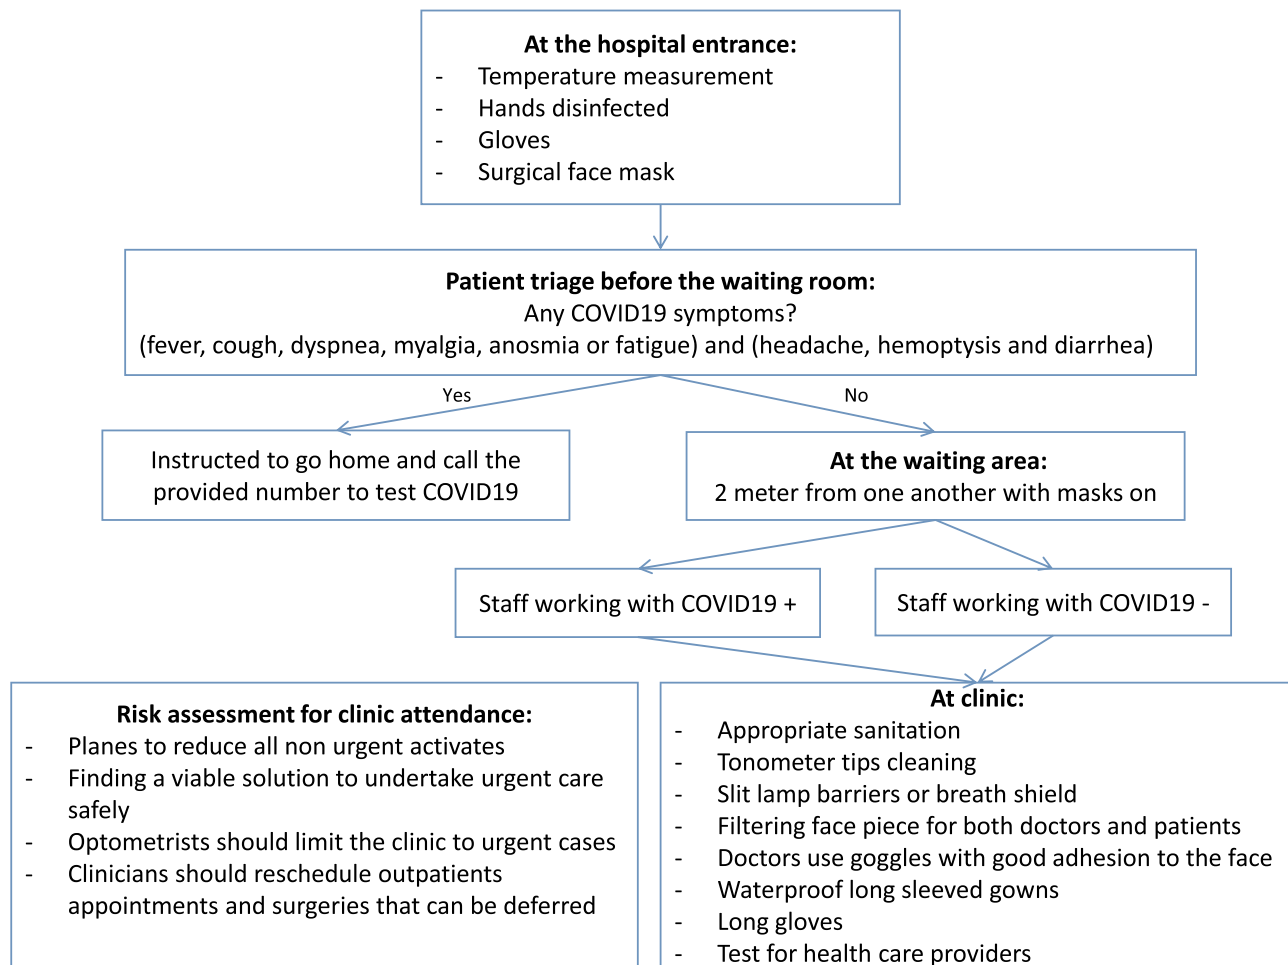 At the hospital entrance:
- Temperature measurement
- Hands disinfected
- Gloves
- Surgical face mask
Patient triage before the waiting room:
Any COVID19 symptoms?
(fever, cough, dyspnea, myalgia, anosmia or fatigue) and (headache, hemoptysis and diarrhea)
Yes
No
Instructed to go home and call the
provided number to test COVID19
At the waiting area:
2 meter from one another with masks on
Staff working with COVID19 +
Staff working with COVID19 -
Risk assessment for clinic attendance:
- Planes to reduce all non urgent activates
- Finding a viable solution to undertake urgent care
safely
- Optometrists should limit the clinic to urgent cases
- Clinicians should reschedule outpatients
appointments and surgeries that can be deferred
At clinic:
- Appropriate sanitation
- Tonometer tips cleaning
- Slit lamp barriers or breath shield
- Filtering face piece for both doctors and patients
- Doctors use goggles with good adhesion to the face
- Waterproof long sleeved gowns
- Long gloves
- Test for health care providers